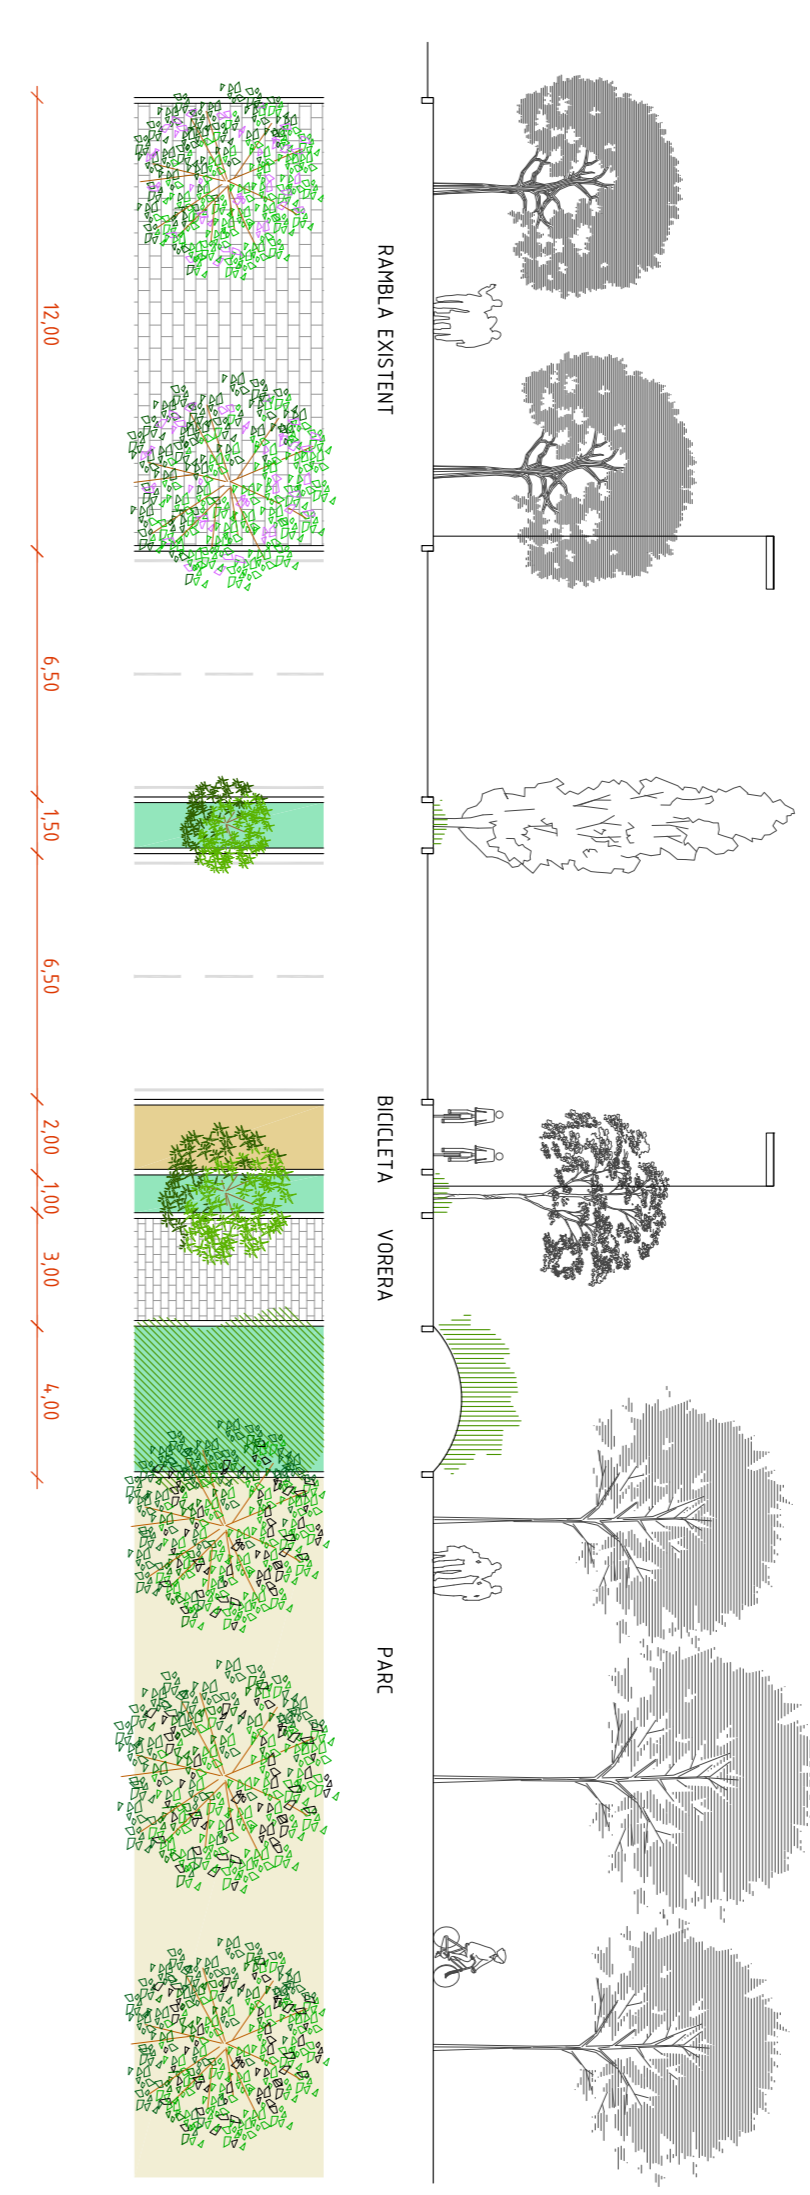 RAMBLA EXISTENT
BICICLETA
VORERA
PARC
12,00
6,50
1,50
6,50
2,00
1,00
3,00
4,00